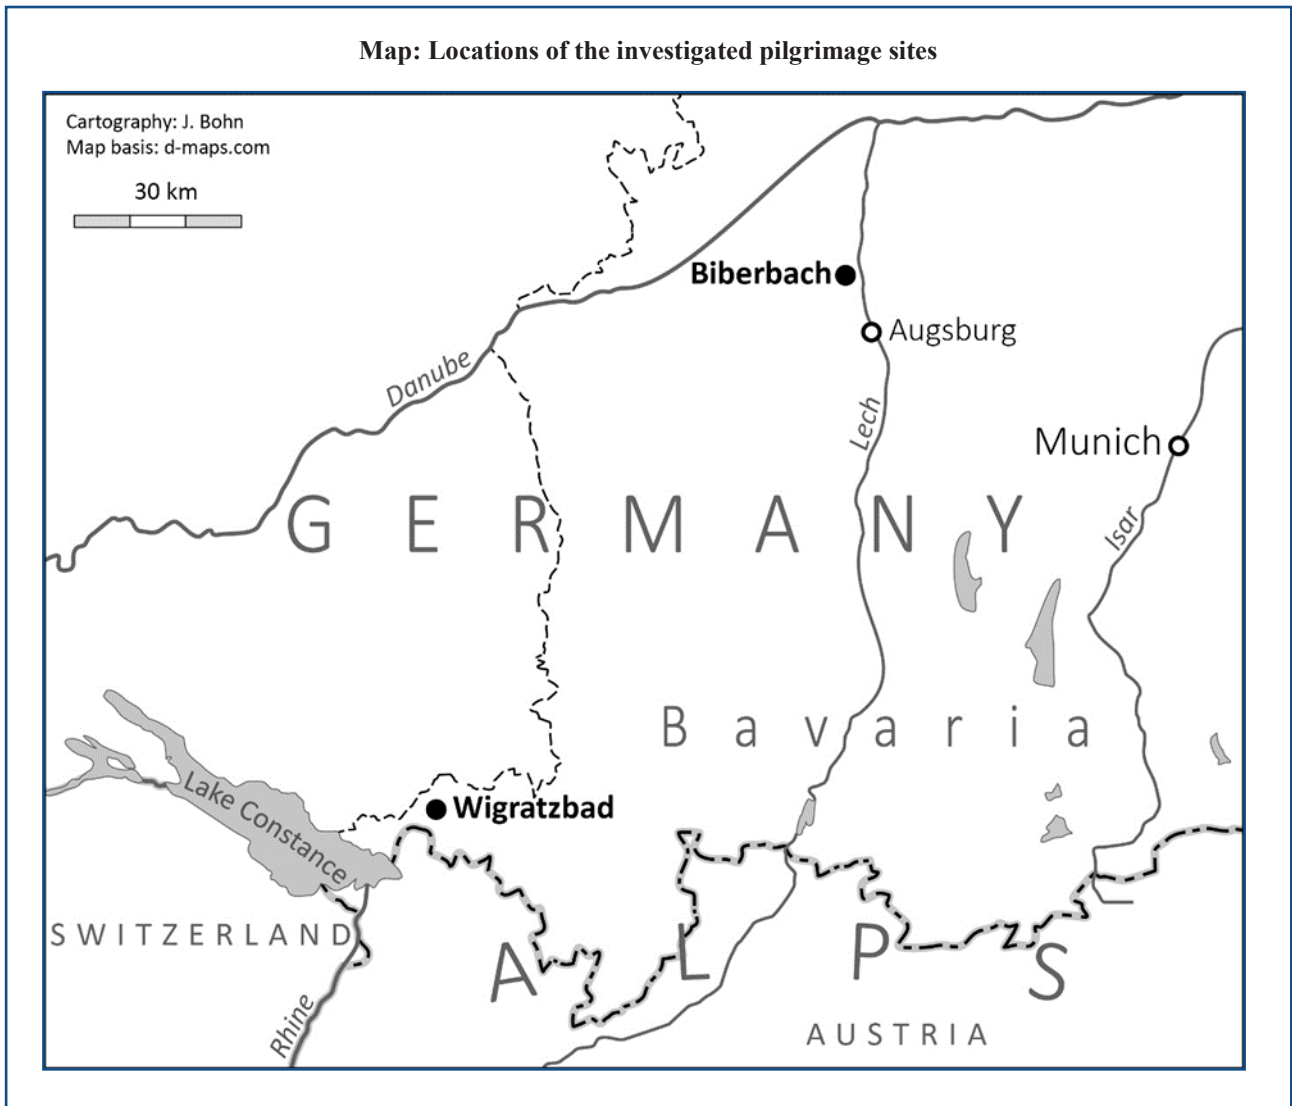 Map: Locations of the investigated pilgrimage sites
Cartography: J. Bohn
Map basis: d-maps.com
30 km
Biberbach
Augsburg
Danube
Lech
Munich
GERMANY
Isar
Bavaria
Lake Constance
Wigratzbad
SWITZERLAND
ALPS
Rhine
AUSTRIA